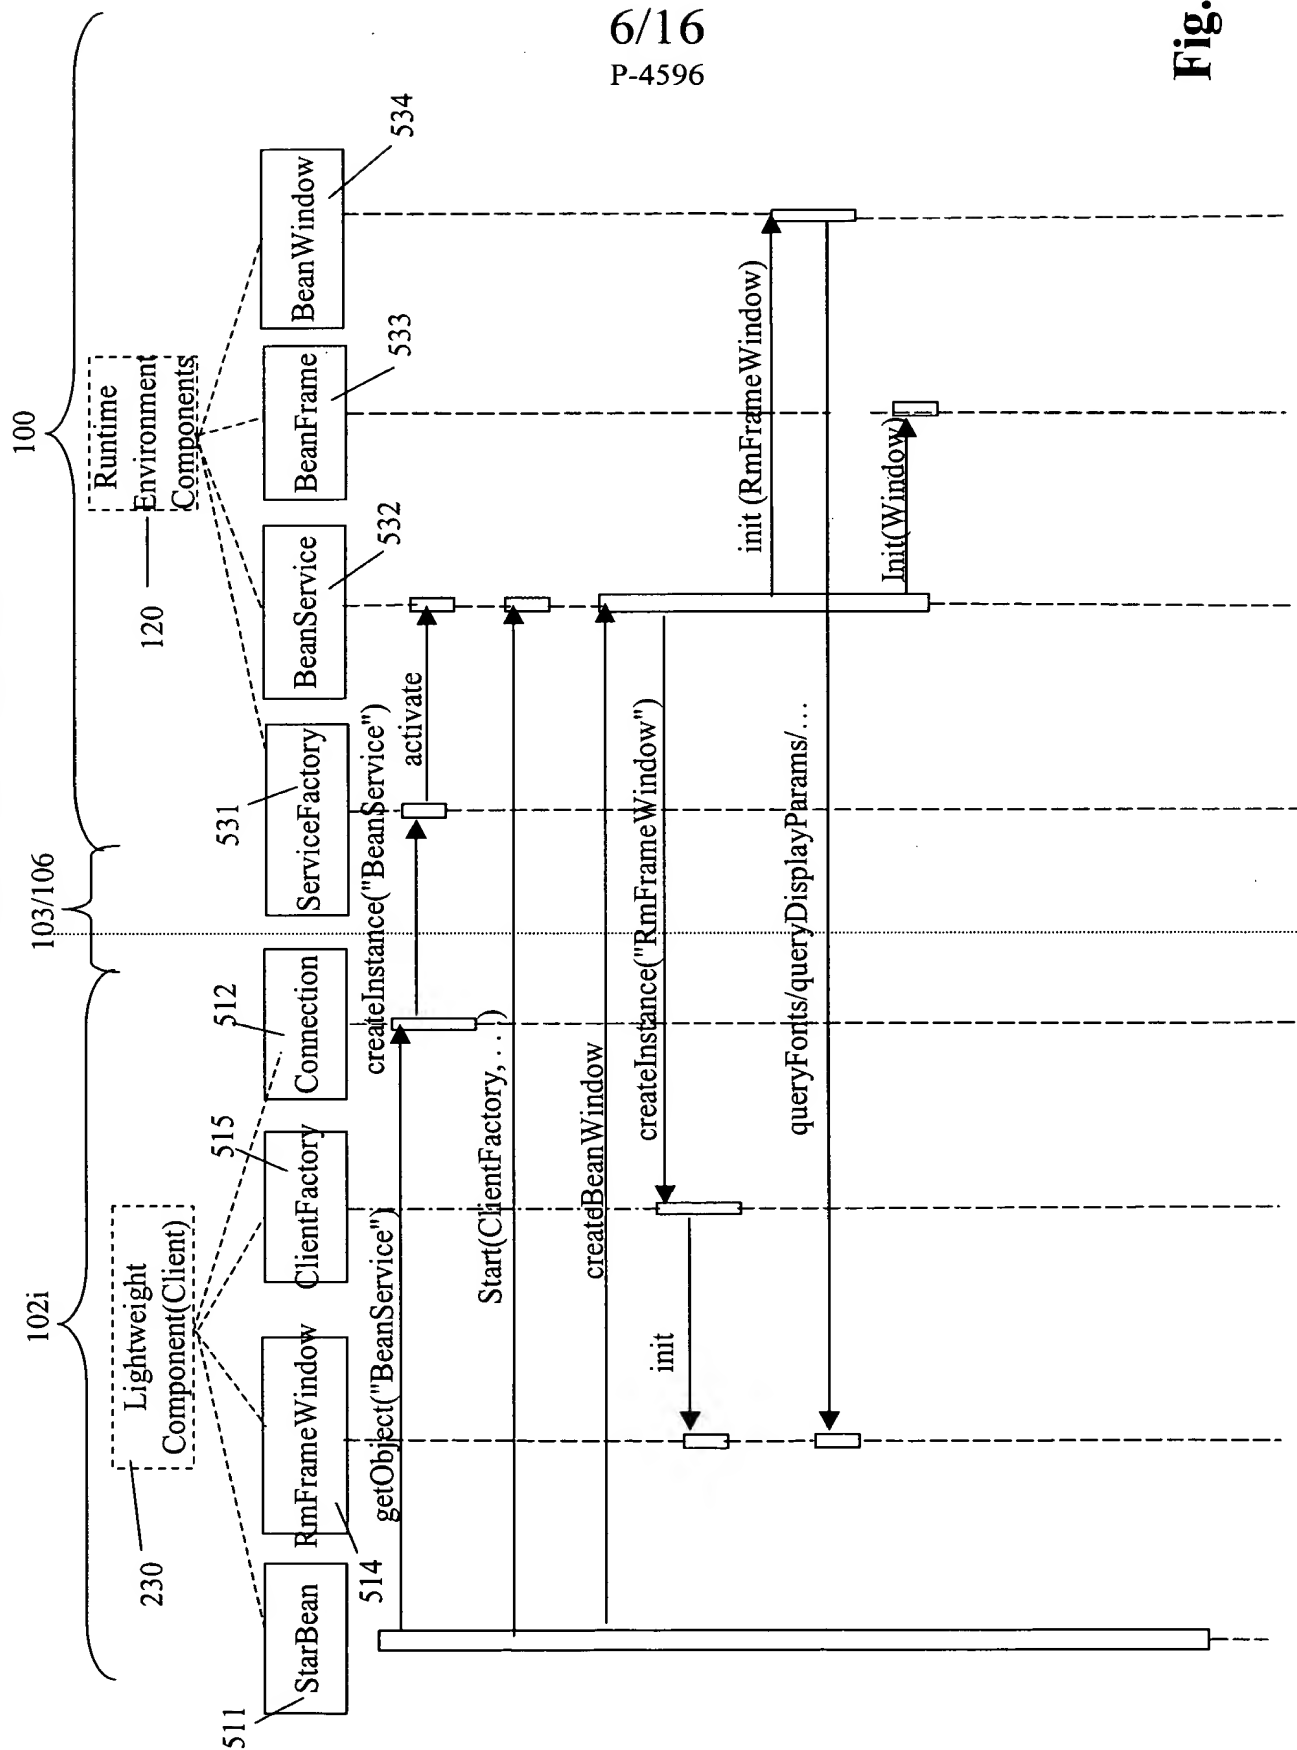 6/16
P-4596
Fig.
102i
103/106
100
230
Lightweight
Component(Client)
120
Runtime
Environment
Components
511
514
515
512
531
532
533
534
StarBean
RmFrameWindow
ClientFactory
Connection
ServiceFactory
BeanService
BeanFrame
BeanWindow
getObject("BeanService")
createInstance("BeanService")
activate
Start(ClientFactory, ...)
createBeanWindow
createInstance("RmFrameWindow")
init
init (RmFrameWindow)
queryFonts/queryDisplayParams/...
Init(Window)